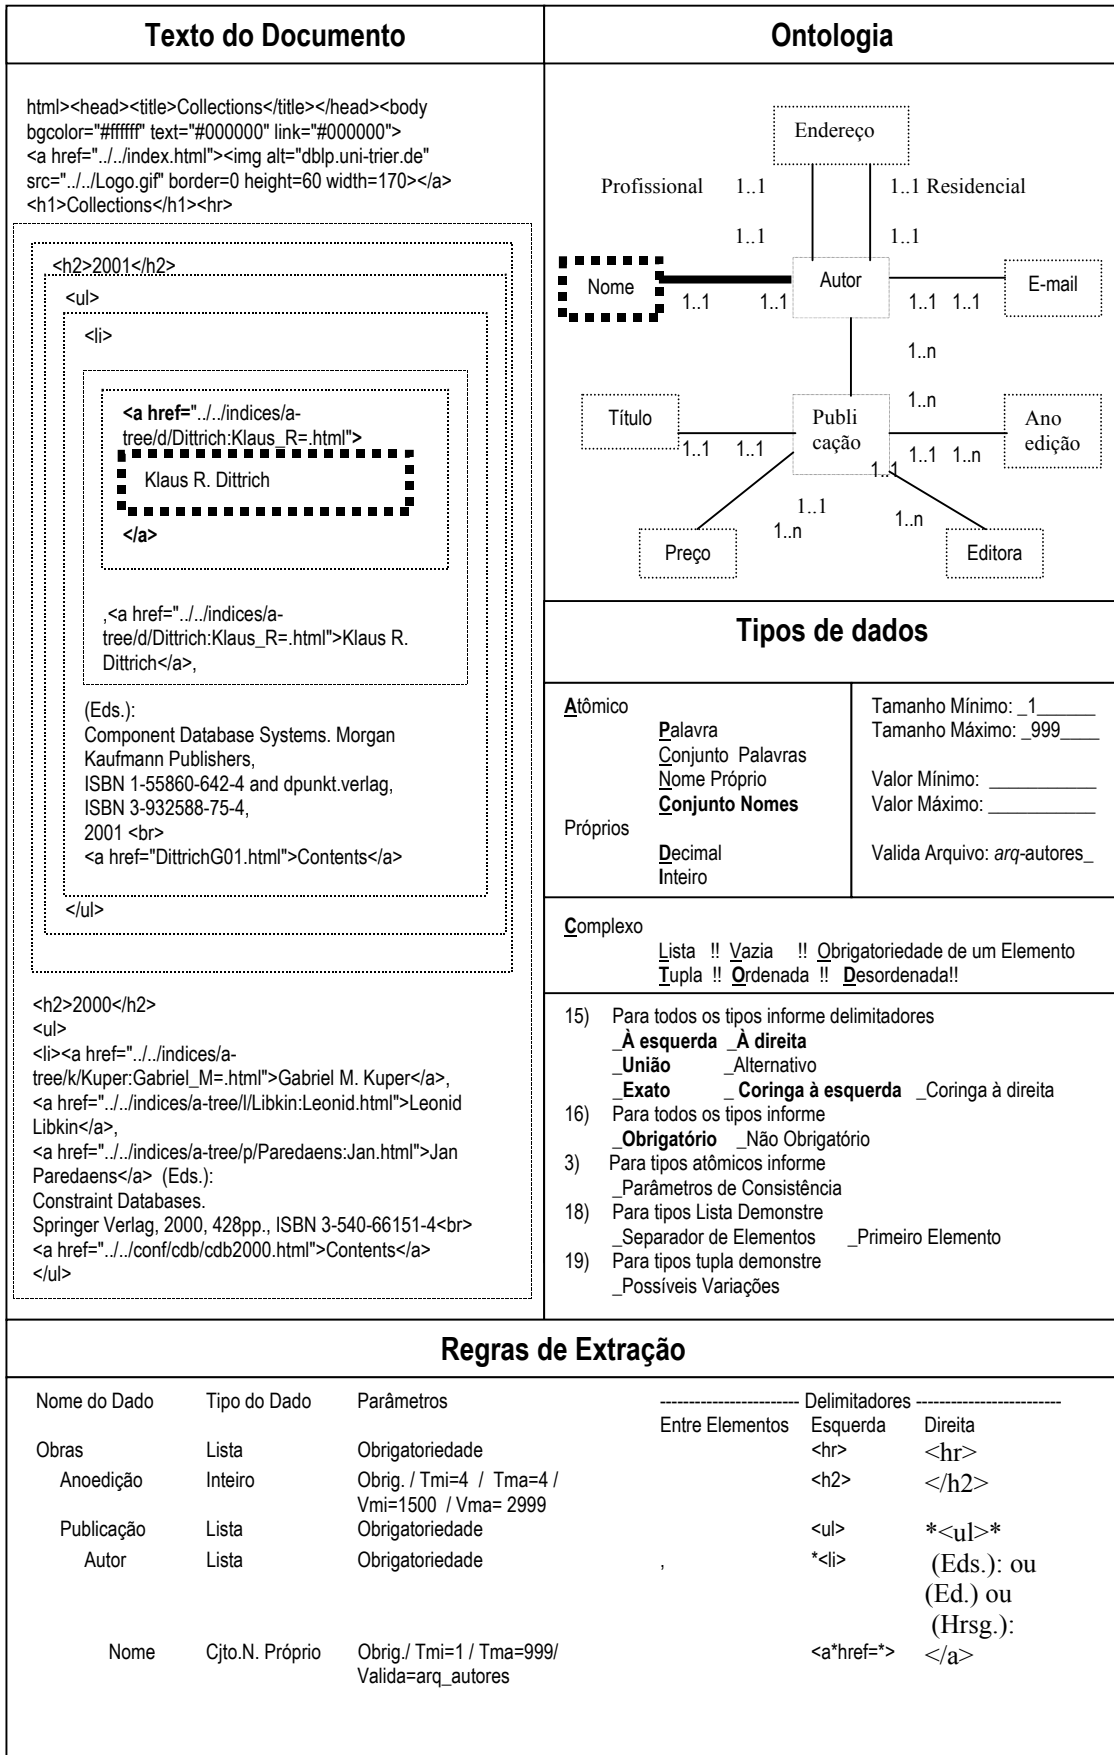 Texto do Documento
html><head><title>Collections</title></head><body
bgcolor="#ffffff" text="#000000" link="#000000">
<a href="../../index.html"><img alt="dblp.uni-trier.de"
src="../../Logo.gif" border=0 height=60 width=170></a>
<h1>Collections</h1><hr>
<h2>2001</h2>
<ul>
<li>
<a href="../../indices/a-
tree/d/Dittrich:Klaus_R=.html">
Klaus R. Dittrich
</a>
,<a href="../../indices/a-
tree/d/Dittrich:Klaus_R=.html">Klaus R.
Dittrich</a>,
(Eds.):
Component Database Systems. Morgan
Kaufmann Publishers,
ISBN 1-55860-642-4 and dpunkt.verlag,
ISBN 3-932588-75-4,
2001 <br>
<a href="DittrichG01.html">Contents</a>
</ul>
<h2>2000</h2>
<ul>
<li><a href="../../indices/a-
tree/k/Kuper:Gabriel_M=.html">Gabriel M. Kuper</a>,
<a href="../../indices/a-tree/l/Libkin:Leonid.html">Leonid
Libkin</a>,
<a href="../../indices/a-tree/p/Paredaens:Jan.html">Jan
Paredaens</a>  (Eds.):
Constraint Databases.
Springer Verlag, 2000, 428pp., ISBN 3-540-66151-4<br>
<a href="../../conf/cdb/cdb2000.html">Contents</a>
</ul>
Ontologia
Endereço
Profissional 1..1 1..1 Residencial
1..1 1..1
Nome Autor E-mail
1..1 1..1 1..1 1..1
1..n
1..n
Título Publi Ano
cação edição
1..1 1..1 1..1 1..n
1..1
1..1
1..n 1..n
Preço Editora
Tipos de dados
Atômico
Palavra
Conjunto Palavras
Nome Próprio
Conjunto Nomes
Próprios
Decimal
Inteiro
Tamanho Mínimo: _1______
Tamanho Máximo: _999____
Valor Mínimo: ___________
Valor Máximo: ___________
Valida Arquivo: arq-autores_
Complexo
Lista !! Vazia !! Obrigatoriedade de um Elemento
Tupla !! Ordenada !! Desordenada!!
15) Para todos os tipos informe delimitadores
_À esquerda _À direita
_União _Alternativo
_Exato _ Coringa à esquerda _Coringa à direita
16) Para todos os tipos informe
_Obrigatório _Não Obrigatório
3) Para tipos atômicos informe
_Parâmetros de Consistência
18) Para tipos Lista Demonstre
_Separador de Elementos _Primeiro Elemento
19) Para tipos tupla demonstre
_Possíveis Variações
Regras de Extração
Nome do Dado Tipo do Dado Parâmetros ------------------------ Delimitadores -------------------------
Entre Elementos Esquerda Direita
Obras Lista Obrigatoriedade <hr> <hr>
Anoedição Inteiro Obrig. / Tmi=4 / Tma=4 / <h2> </h2>
Vmi=1500 / Vma= 2999
Publicação Lista Obrigatoriedade <ul> *<ul>*
Autor Lista Obrigatoriedade , *<li> (Eds.): ou
(Ed.) ou
(Hrsg.):
Nome Cjto.N. Próprio Obrig./ Tmi=1 / Tma=999/ <a*href=*> </a>
Valida=arq_autores